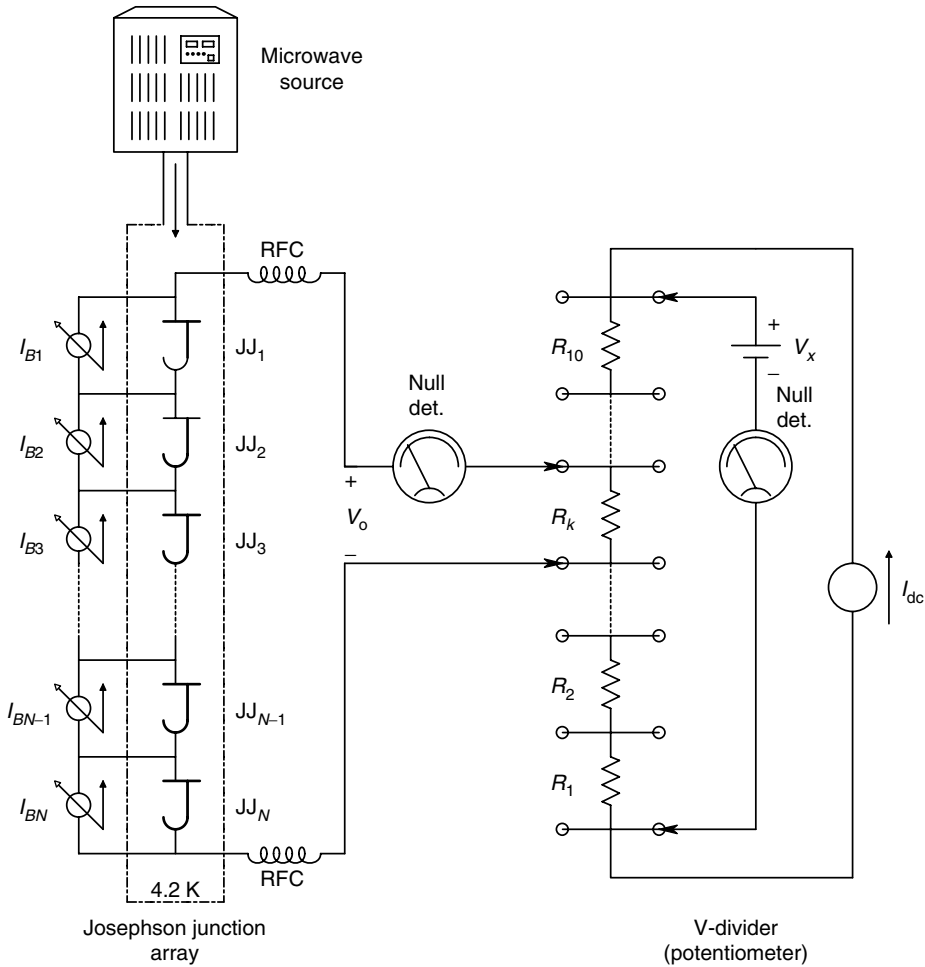 Microwave
source
RFC
I_B1
JJ_1
R_10
+
V_x
–
Null
det.
Null
det.
I_B2
JJ_2
+
V_o
–
R_k
I_B3
JJ_3
I_dc
R_2
I_BN–1
JJ_N–1
R_1
I_BN
JJ_N
RFC
4.2 K
Josephson junction
array
V-divider
(potentiometer)